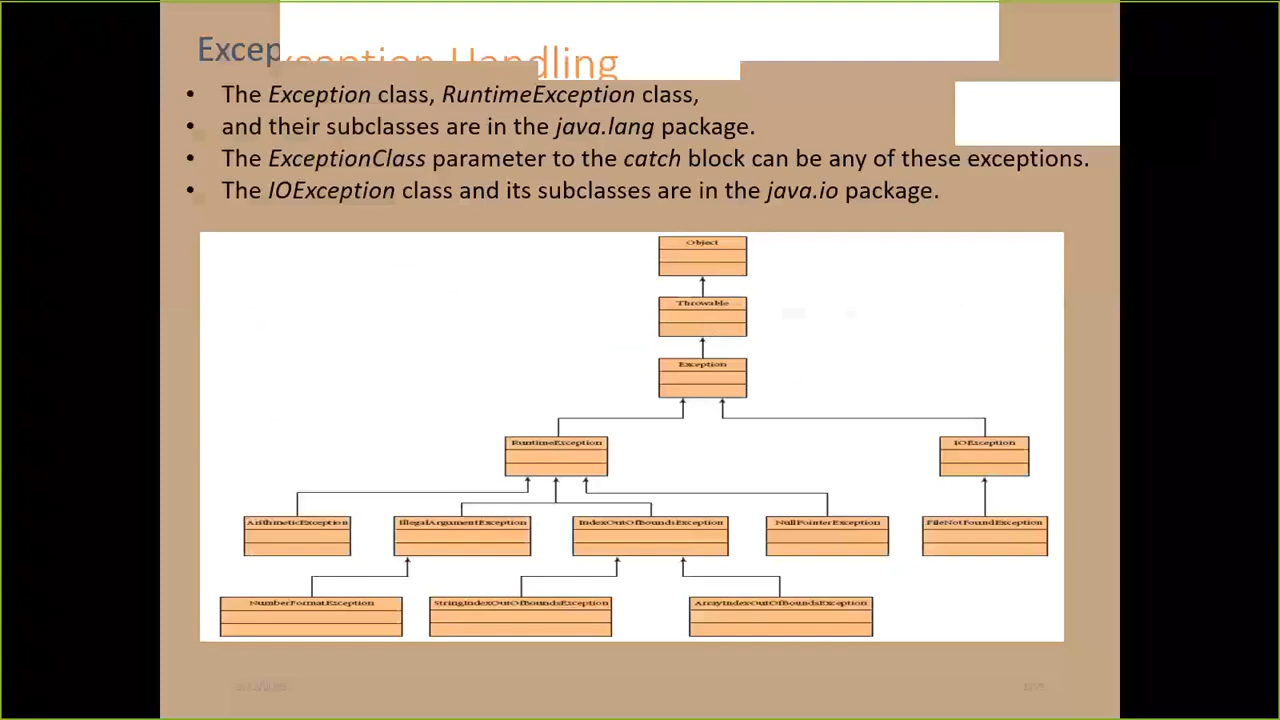 Excep
ception Handling
• The Exception class, RuntimeException class,
• and their subclasses are in the java.lang package.
• The ExceptionClass parameter to the catch block can be any of these exceptions.
• The IOException class and its subclasses are in the java.io package.
Object
Throwable
Exception
RuntimeException IOException
ArithmeticException IllegalArgumentException IndexOutOfBoundsException NullPointerException FileNotFoundException
NumberFormatException StringIndexOutOfBoundsException ArrayIndexOutOfBoundsException